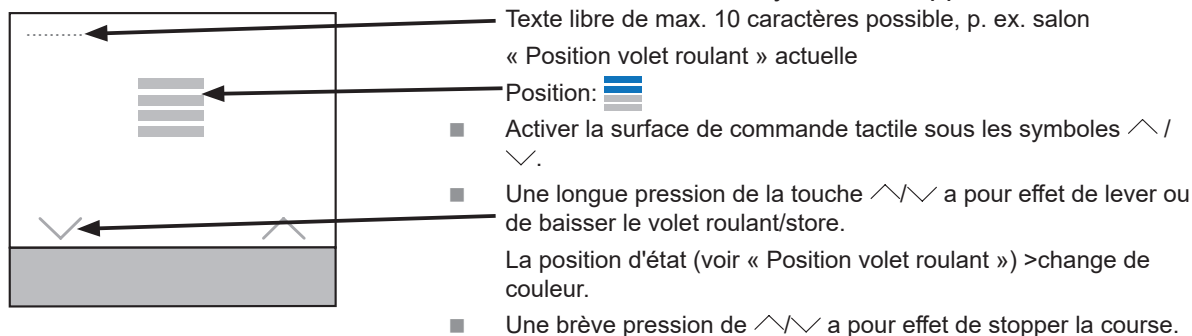 Texte libre de max. 10 caractères possible, p. ex. salon
« Position volet roulant » actuelle
Position:
■ Activer la surface de commande tactile sous les symboles ︿ /
﹀.
■ Une longue pression de la touche ︿/﹀ a pour effet de lever ou
de baisser le volet roulant/store.
La position d'état (voir « Position volet roulant ») >change de
couleur.
■ Une brève pression de ︿/﹀ a pour effet de stopper la course.